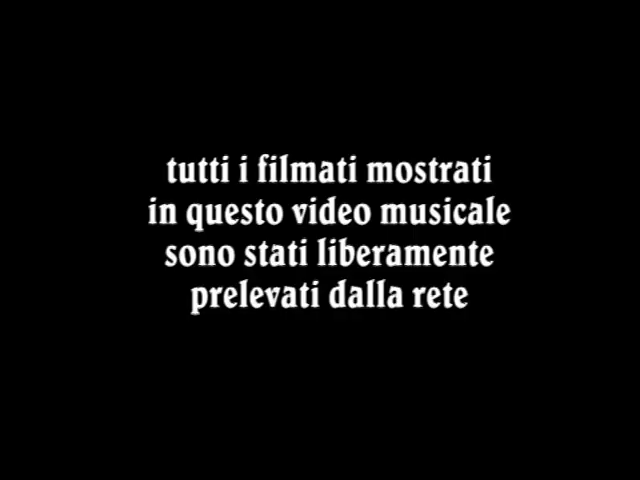 tutti i filmati mostrati
in questo video musicale
sono stati liberamente
prelevati dalla rete